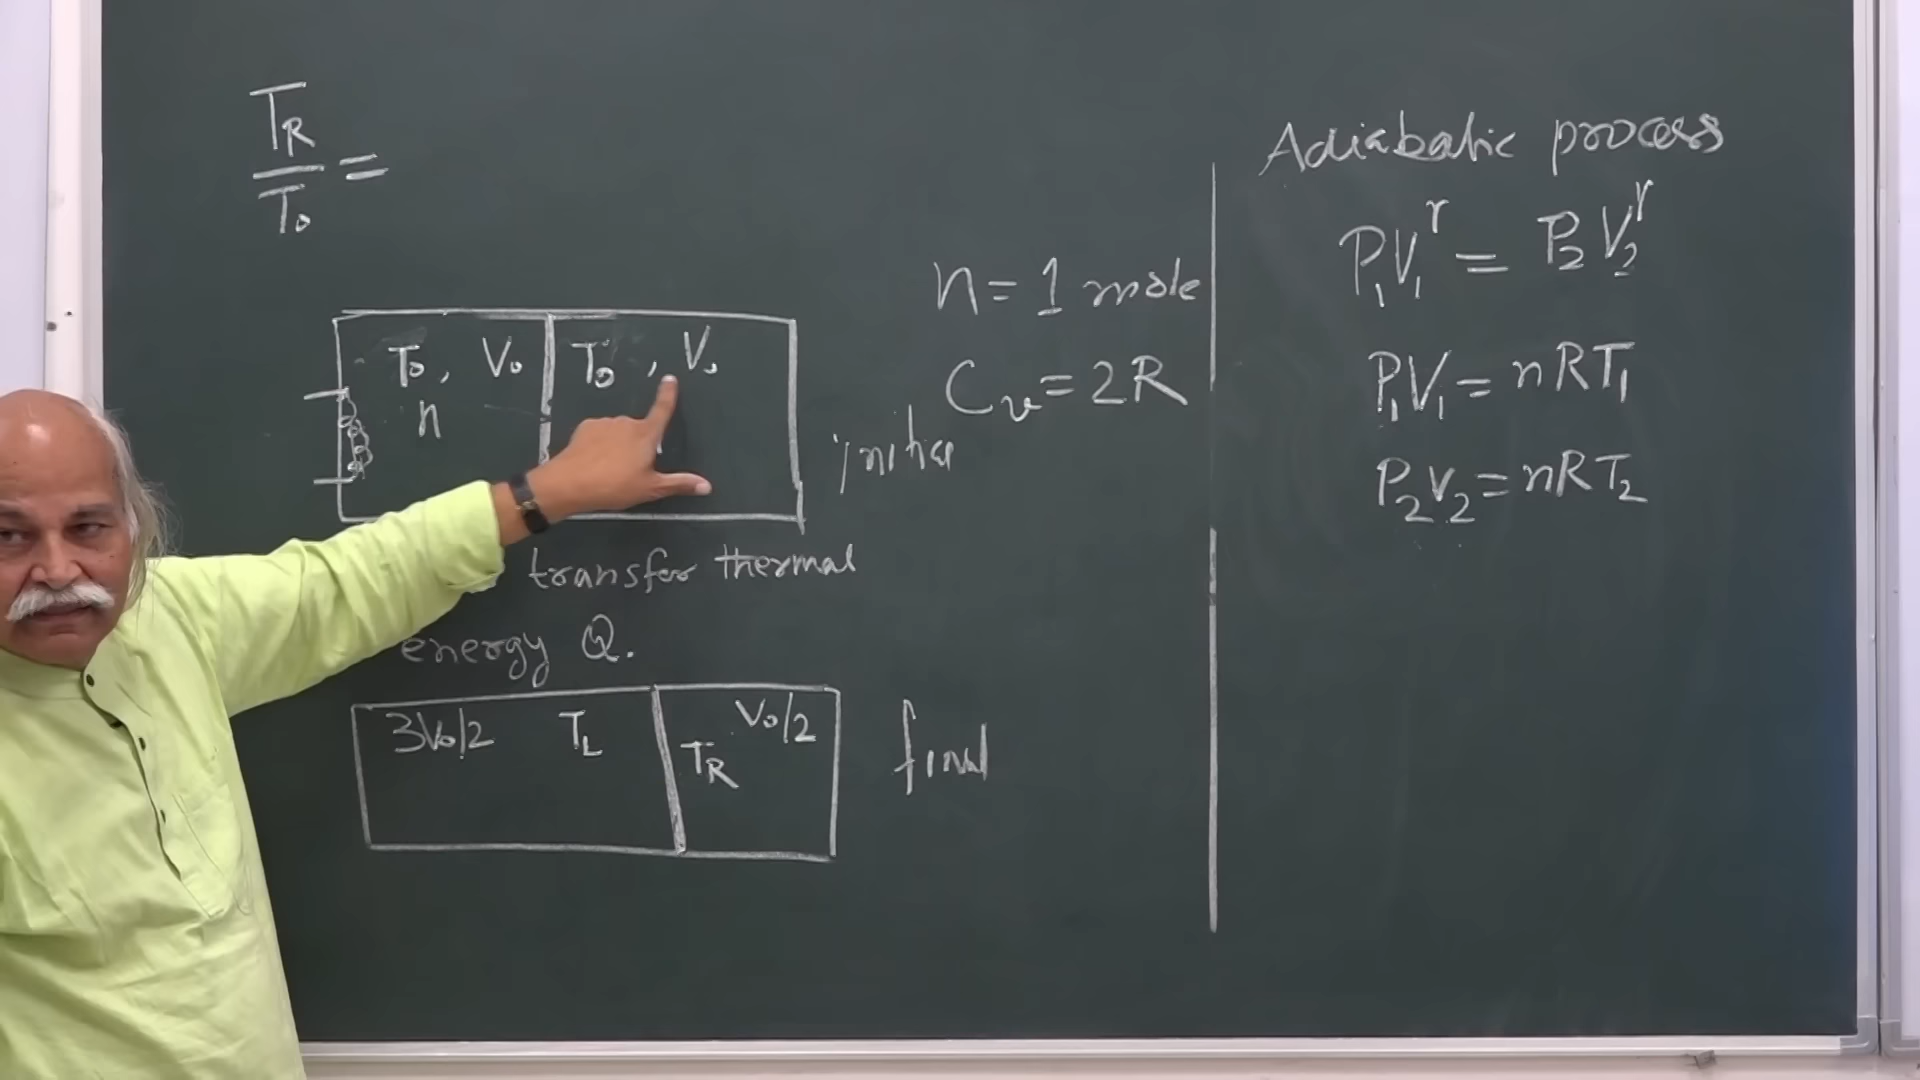 T_R / T_0 =
T_0, V_0
n
T_0, V_0
initial
transfer thermal
energy Q.
3V_0/2 T_L
T_R V_0/2
final
n = 1 mole
C_v = 2R
Adiabatic process
P_1V_1^r = P_2V_2^r
P_1V_1 = nRT_1
P_2V_2 = nRT_2